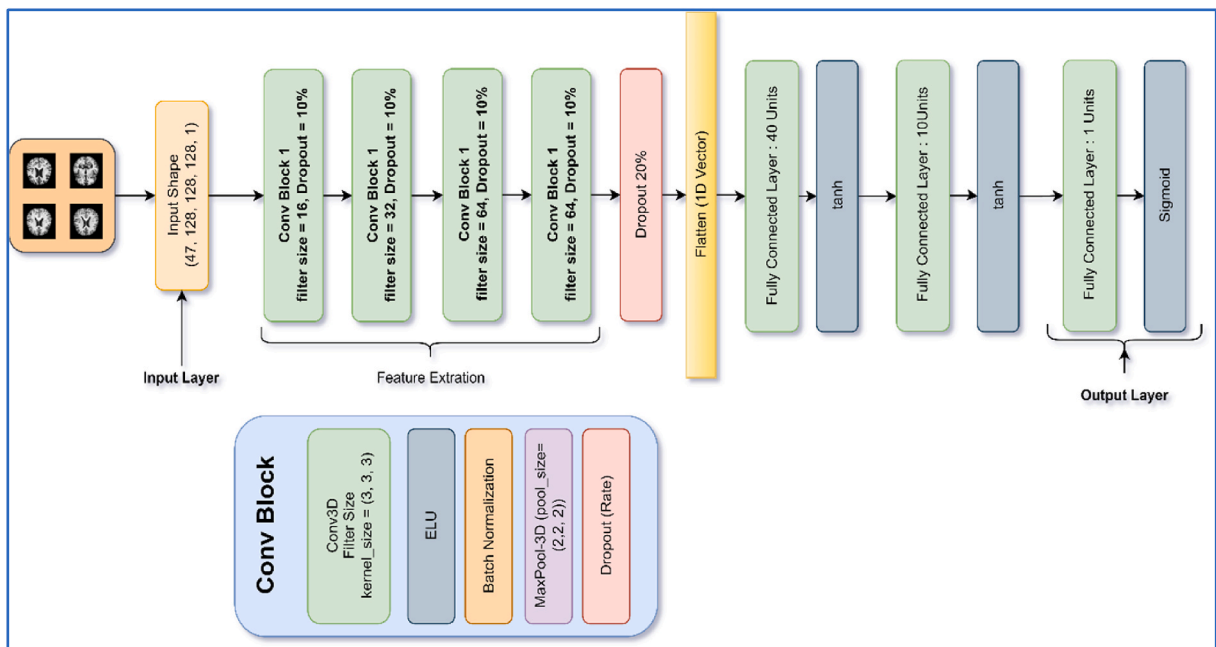 Input Shape
(47, 128, 128, 128, 1)
Input Layer
Conv Block 1
filter size = 16, Dropout = 10%
Conv Block 1
filter size = 32, Dropout = 10%
Conv Block 1
filter size = 64, Dropout = 10%
Conv Block 1
filter size = 64, Dropout = 10%
Feature Extration
Dropout 20%
Flatten (1D Vector)
Fully Connected Layer : 40 Units
tanh
Fully Connected Layer : 10Units
tanh
Fully Connected Layer : 1 Units
Sigmoid
Output Layer
Conv Block
Conv3D
Filter Size
kernel_size = (3, 3, 3)
ELU
Batch Normalization
MaxPool-3D (pool_size=
(2,2, 2))
Dropout (Rate)